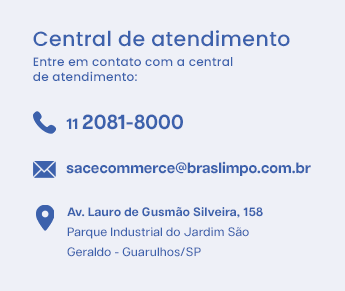 Central de atendimento
Entre em contato com a central
de atendimento:
11 2081-8000
sacecommerce@braslimpo.com.br
Av. Lauro de Gusmão Silveira, 158
Parque Industrial do Jardim São
Geraldo - Guarulhos/SP